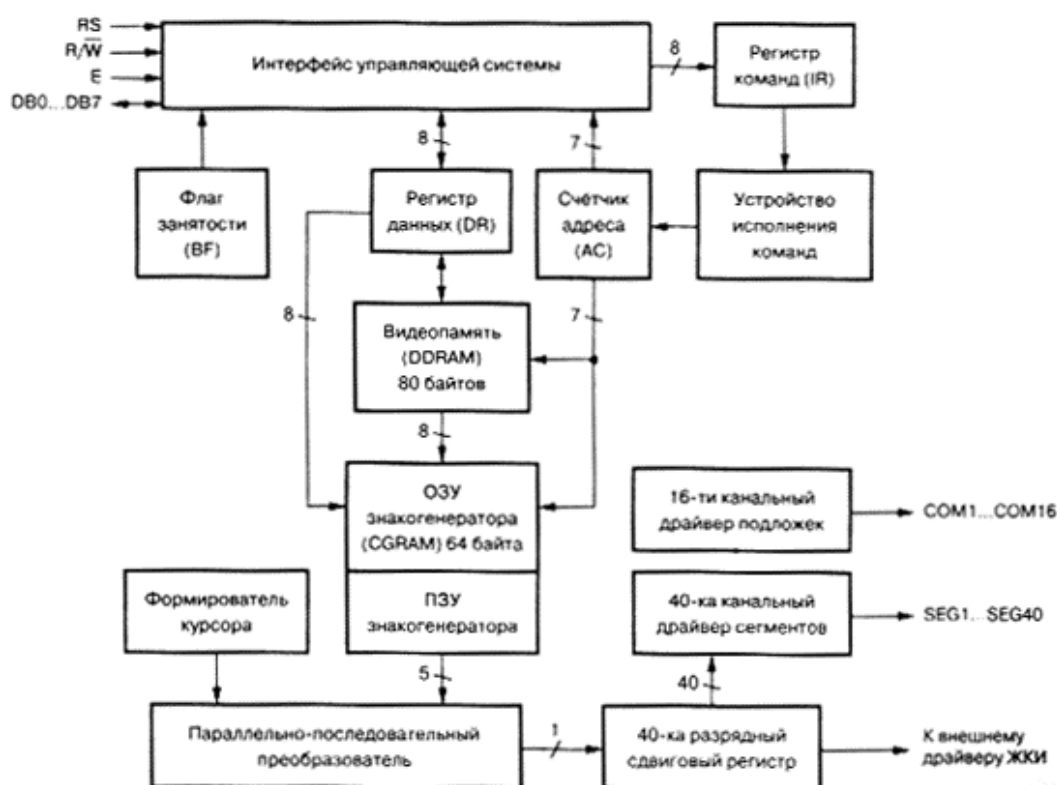 RS
R/W
E
DB0...DB7
Интерфейс управляющей системы
8
Регистр
команд (IR)
8
7
Флаг
занятости
(BF)
Регистр
данных (DR)
Счётчик
адреса
(AC)
Устройство
исполнения
команд
8
7
Видеопамять
(DDRAM)
80 байтов
8
ОЗУ
знакогенератора
(CGRAM) 64 байта
16-ти канальный
драйвер подложек
COM1...COM16
Формирователь
курсора
ПЗУ
знакогенератора
40-ка канальный
драйвер сегментов
SEG1...SEG40
5
40
Параллельно-последовательный
преобразователь
1
40-ка разрядный
сдвиговый регистр
К внешнему
драйверу ЖКИ